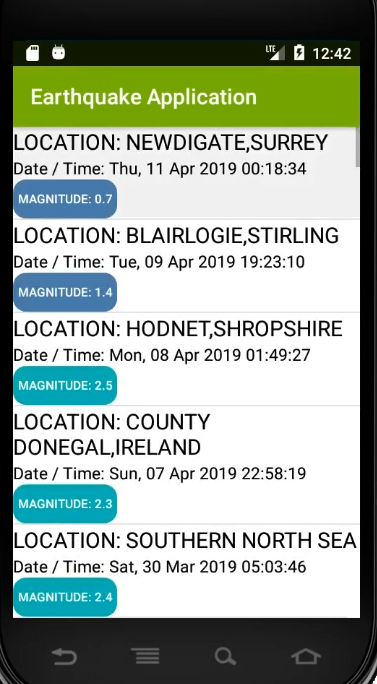 LTE 12:42
Earthquake Application
LOCATION: NEWDIGATE,SURREY
Date / Time: Thu, 11 Apr 2019 00:18:34
MAGNITUDE: 0.7
LOCATION: BLAIRLOGIE,STIRLING
Date / Time: Tue, 09 Apr 2019 19:23:10
MAGNITUDE: 1.4
LOCATION: HODNET,SHROPSHIRE
Date / Time: Mon, 08 Apr 2019 01:49:27
MAGNITUDE: 2.5
LOCATION: COUNTY
DONEGAL,IRELAND
Date / Time: Sun, 07 Apr 2019 22:58:19
MAGNITUDE: 2.3
LOCATION: SOUTHERN NORTH SEA
Date / Time: Sat, 30 Mar 2019 05:03:46
MAGNITUDE: 2.4